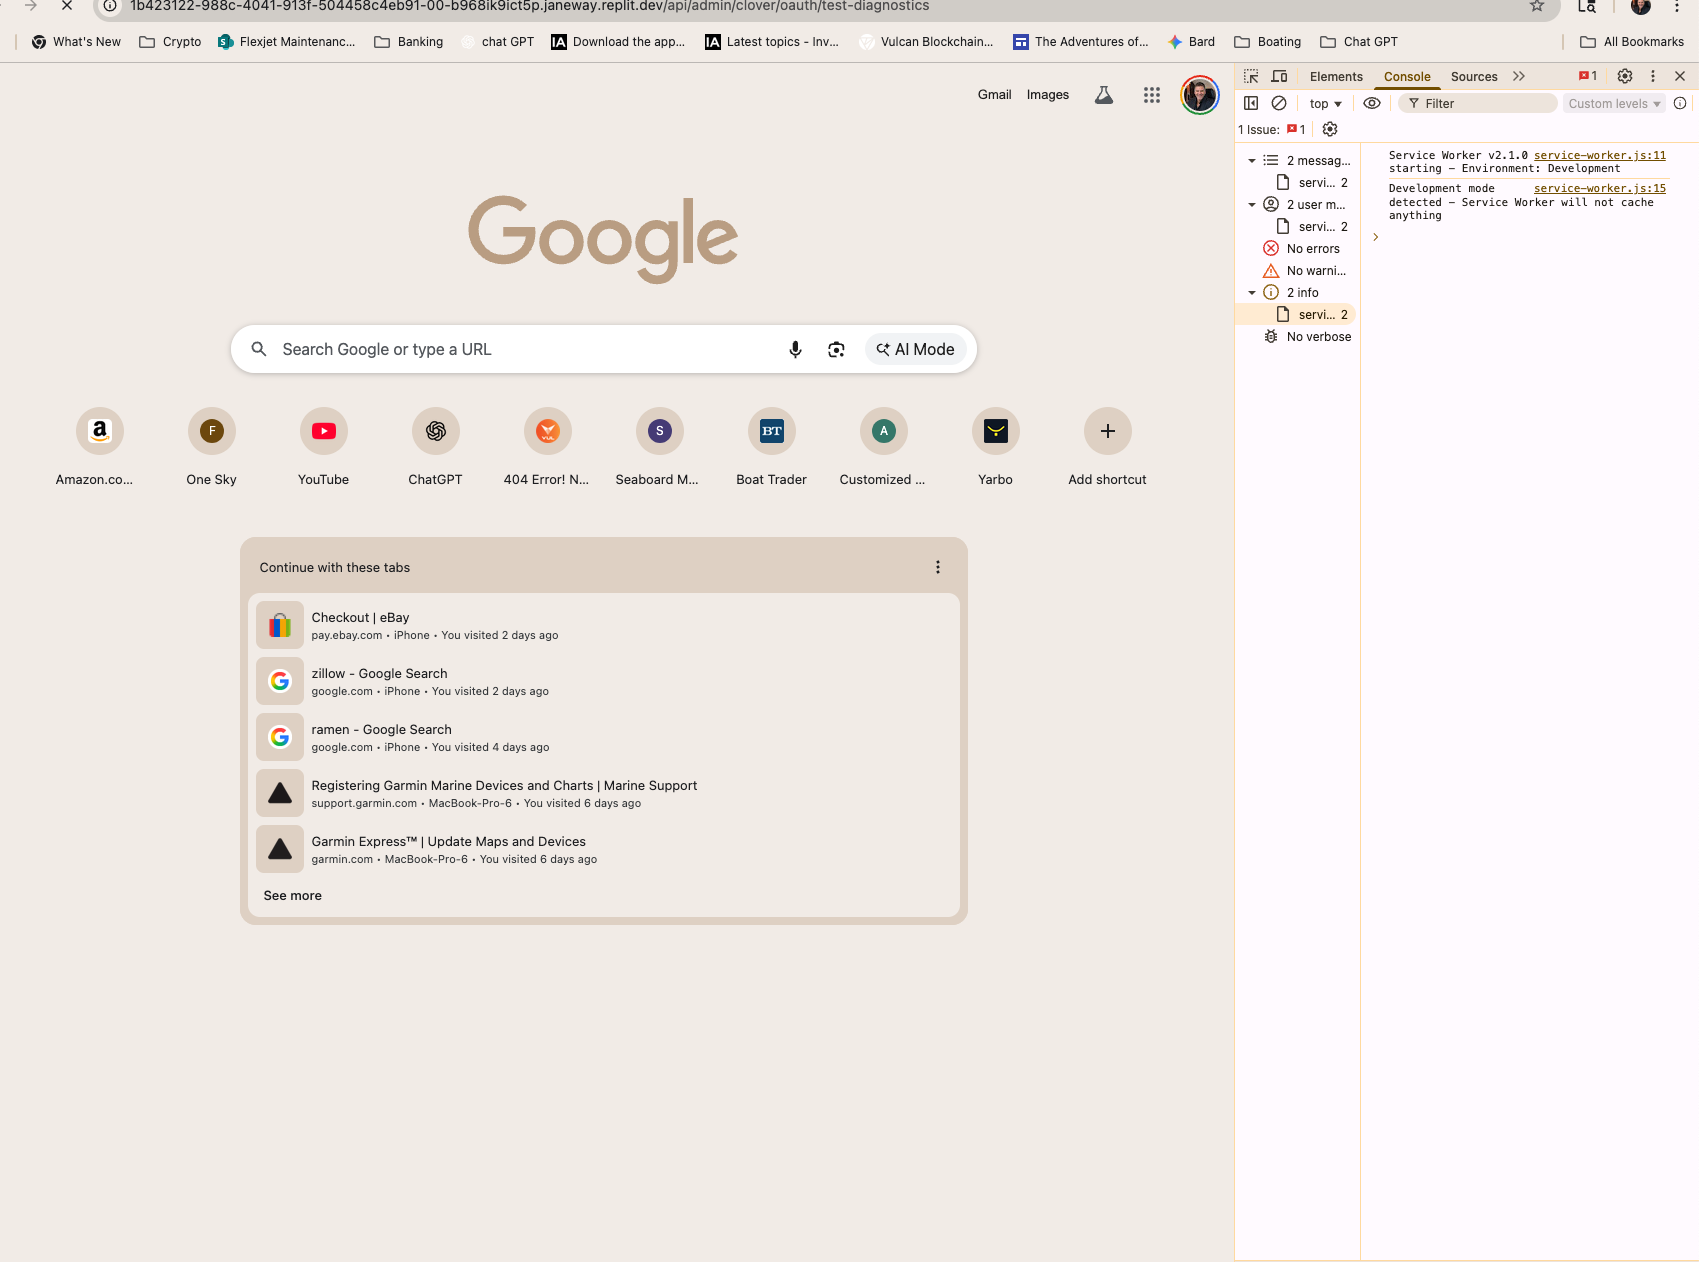 1b423122-988c-4041-913f-504458c4eb91-00-b968ik9ict5p.janeway.replit.dev/api/admin/clover/oauth/test-diagnostics
What's New Crypto Flexjet Maintenanc... Banking chat GPT IA Download the app... IA Latest topics - Inv... Vulcan Blockchain... The Adventures of... Bard Boating Chat GPT All Bookmarks
Gmail Images
Google
Search Google or type a URL AI Mode
a F S BT A
Amazon.co... One Sky YouTube ChatGPT 404 Error! N... Seaboard M... Boat Trader Customized ... Yarbo Add shortcut
Continue with these tabs
Checkout | eBay
pay.ebay.com • iPhone • You visited 2 days ago
zillow - Google Search
google.com • iPhone • You visited 2 days ago
ramen - Google Search
google.com • iPhone • You visited 4 days ago
Registering Garmin Marine Devices and Charts | Marine Support
support.garmin.com • MacBook-Pro-6 • You visited 6 days ago
Garmin Express™ | Update Maps and Devices
garmin.com • MacBook-Pro-6 • You visited 6 days ago
See more
Elements Console Sources 1
top Filter Custom levels
1 Issue: 1
2 messag...
servi... 2
2 user m...
servi... 2
No errors
No warni...
2 info
servi... 2
No verbose
Service Worker v2.1.0 service-worker.js:11
starting – Environment: Development
Development mode service-worker.js:15
detected – Service Worker will not cache
anything